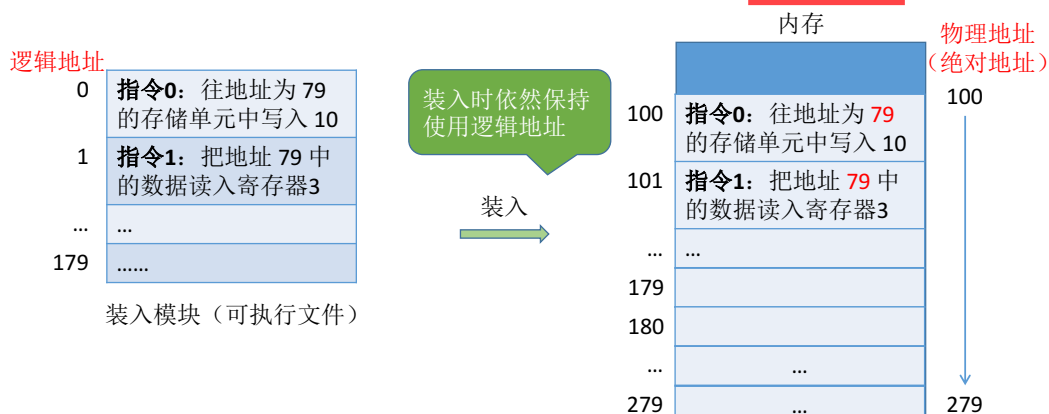 逻辑地址
0
指令0：往地址为 79
的存储单元中写入 10
1
指令1：把地址 79 中
的数据读入寄存器3
...
...
179
......
装入模块（可执行文件）
装入时依然保持
使用逻辑地址
装入
内存
物理地址
（绝对地址）
100
指令0：往地址为 79
的存储单元中写入 10
101
指令1：把地址 79 中
的数据读入寄存器3
...
...
179
180
...
...
279
...
100
279